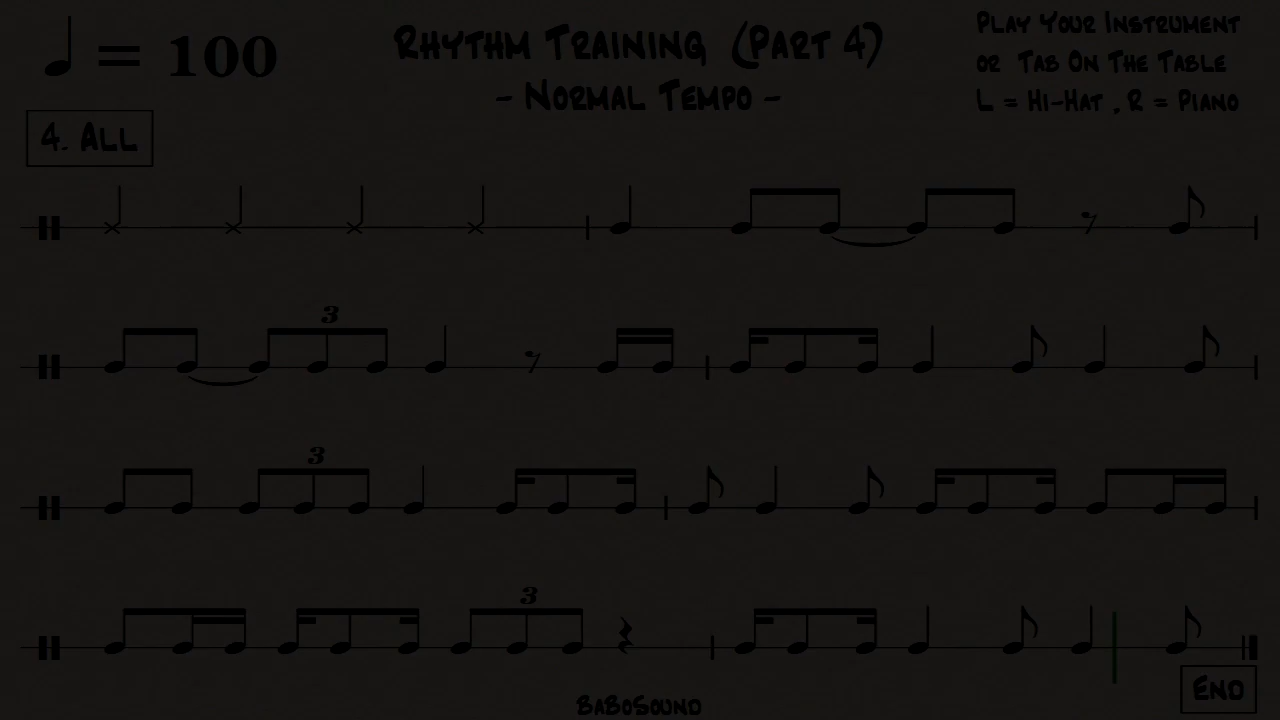 ♩ = 100
Rhythm Training (Part 4)
- Normal Tempo -
Play Your Instrument
or Tab On The Table
L = Hi-Hat , R = Piano
4. All
3
3
3
BaBoSound
End